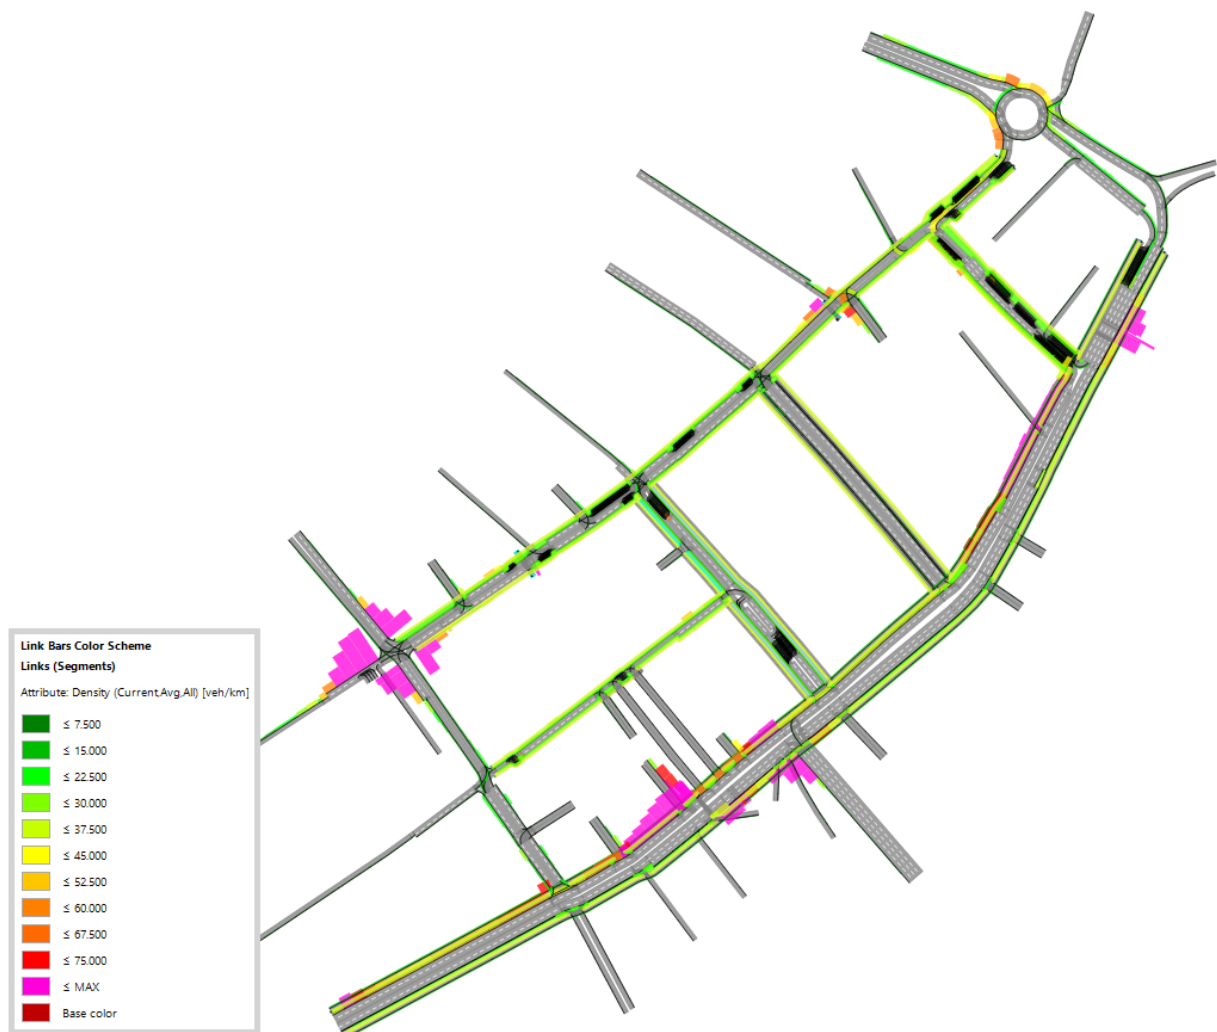 Link Bars Color Scheme
Links (Segments)
Attribute: Density (Current,Avg,All) [veh/km]
≤ 7.500
≤ 15.000
≤ 22.500
≤ 30.000
≤ 37.500
≤ 45.000
≤ 52.500
≤ 60.000
≤ 67.500
≤ 75.000
≤ MAX
Base color